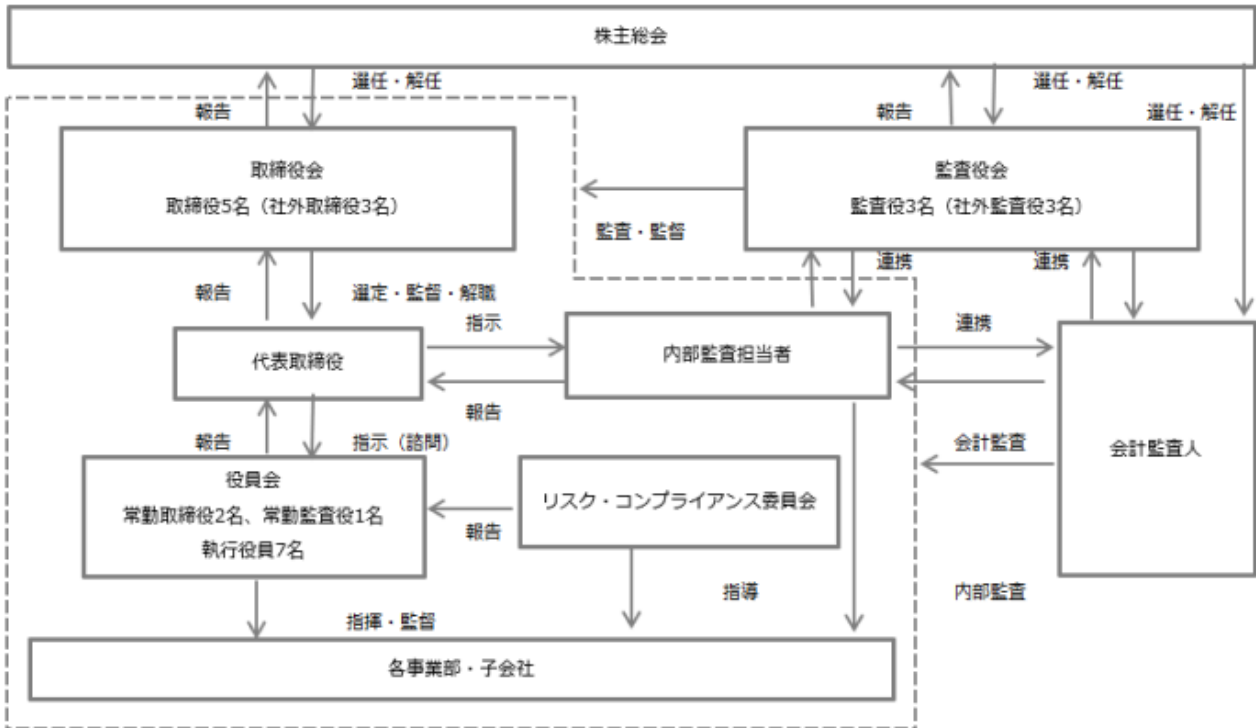 株主総会
選任・解任
選任・解任
報告
報告
選任・解任
取締役会
取締役5名（社外取締役3名）
監査役会
監査役3名（社外監査役3名）
監査・監督
連携
連携
報告
選定・監督・解職
指示
連携
代表取締役
内部監査担当者
報告
報告
指示（諮問）
会計監査
会計監査人
役員会
常勤取締役2名、常勤監査役1名
執行役員7名
リスク・コンプライアンス委員会
報告
指導
内部監査
指揮・監督
各事業部・子会社